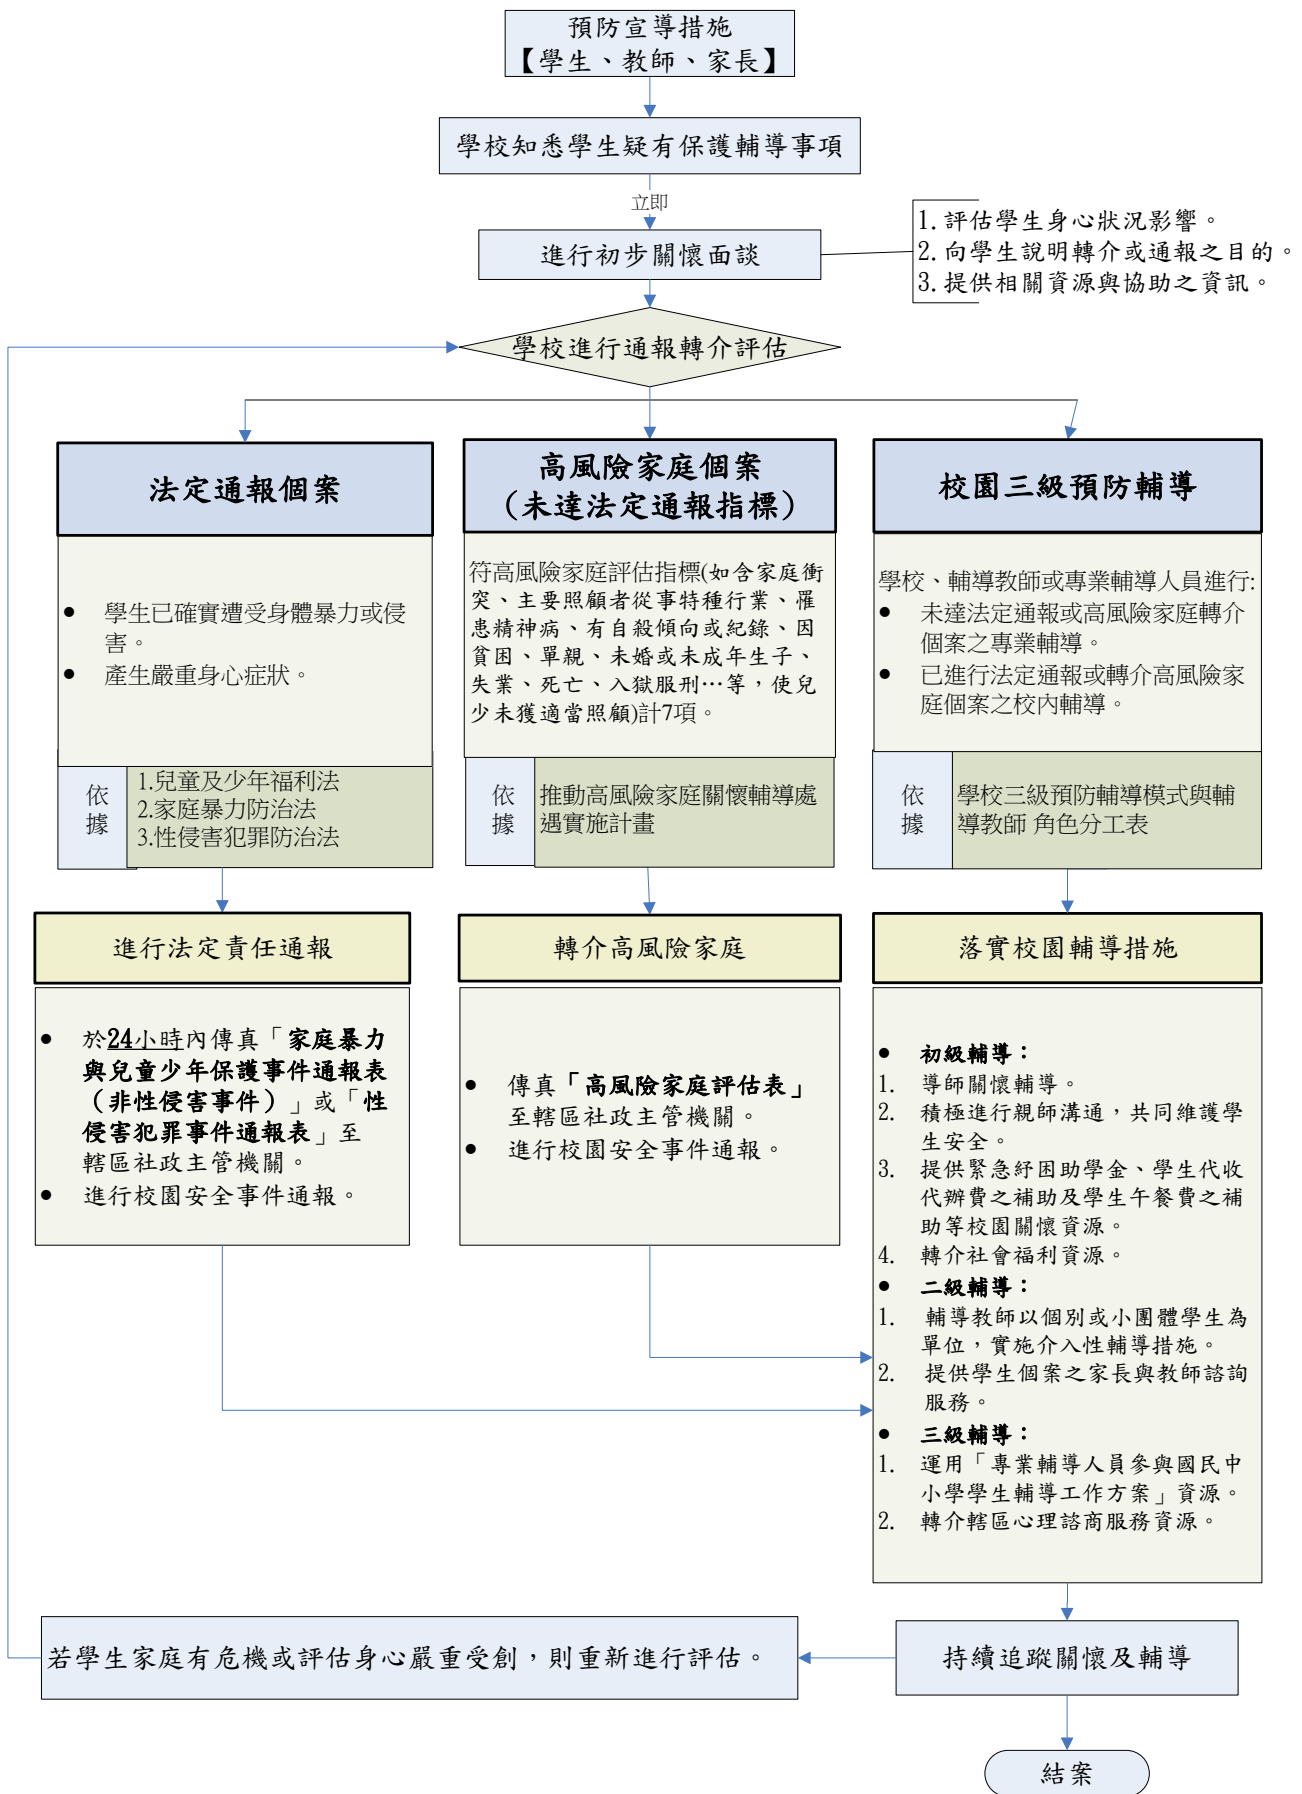 預防宣導措施
【學生、教師、家長】
學校知悉學生疑有保護輔導事項
立即
進行初步關懷面談
1.評估學生身心狀況影響。
2.向學生說明轉介或通報之目的。
3.提供相關資源與協助之資訊。
學校進行通報轉介評估
法定通報個案
● 學生已確實遭受身體暴力或侵
害。
● 產生嚴重身心症狀。
依
據
1.兒童及少年福利法
2.家庭暴力防治法
3.性侵害犯罪防治法
高風險家庭個案
（未達法定通報指標）
符高風險家庭評估指標(如含家庭衝
突、主要照顧者從事特種行業、罹
患精神病、有自殺傾向或紀錄、因
貧困、單親、未婚或未成年生子、
失業、死亡、入獄服刑…等，使兒
少未獲適當照顧)計7項。
依
據
推動高風險家庭關懷輔導處
遇實施計畫
校園三級預防輔導
學校、輔導教師或專業輔導人員進行:
● 未達法定通報或高風險家庭轉介
個案之專業輔導。
● 已進行法定通報或轉介高風險家
庭個案之校內輔導。
依
據
學校三級預防輔導模式與輔
導教師 角色分工表
進行法定責任通報
● 於24小時內傳真「家庭暴力
與兒童少年保護事件通報表
（非性侵害事件）」或「性
侵害犯罪事件通報表」至
轄區社政主管機關。
● 進行校園安全事件通報。
轉介高風險家庭
● 傳真「高風險家庭評估表」
至轄區社政主管機關。
● 進行校園安全事件通報。
落實校園輔導措施
● 初級輔導：
1. 導師關懷輔導。
2. 積極進行親師溝通，共同維護學
生安全。
3. 提供緊急紓困助學金、學生代收
代辦費之補助及學生午餐費之補
助等校園關懷資源。
4. 轉介社會福利資源。
● 二級輔導：
1. 輔導教師以個別或小團體學生為
單位，實施介入性輔導措施。
2. 提供學生個案之家長與教師諮詢
服務。
● 三級輔導：
1. 運用「專業輔導人員參與國民中
小學學生輔導工作方案」資源。
2. 轉介轄區心理諮商服務資源。
若學生家庭有危機或評估身心嚴重受創，則重新進行評估。
持續追蹤關懷及輔導
結案